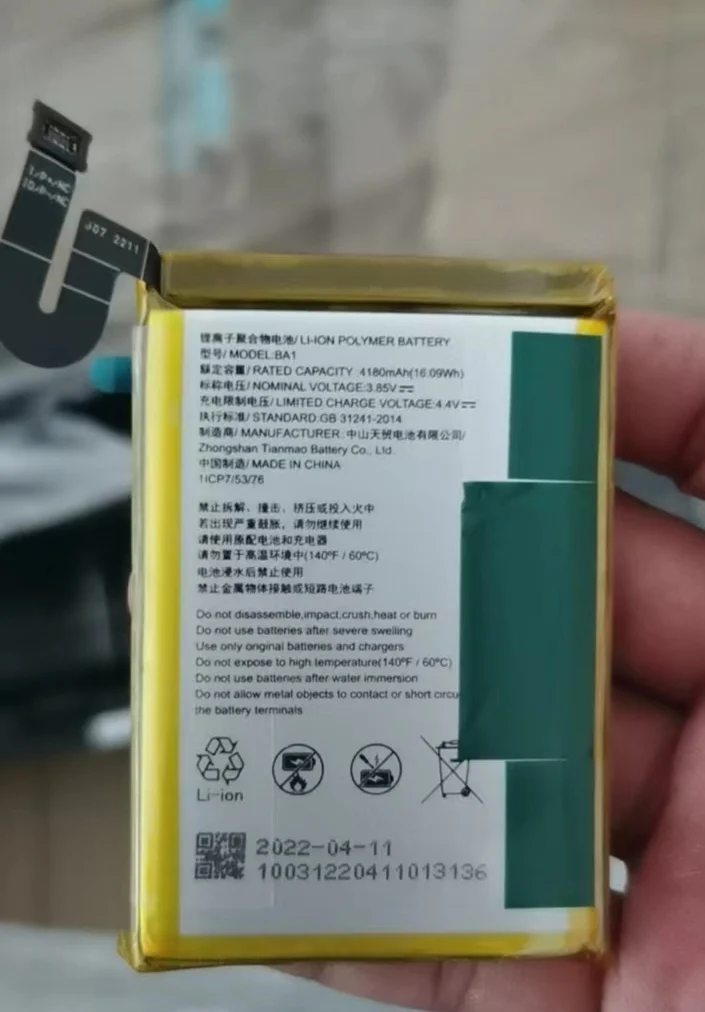 1/P+/NC
10/P-/NC
J07 2211
锂离子聚合物电池/ LI-ION POLYMER BATTERY
型号/ MODEL:BA1
额定容量/ RATED CAPACITY :4180mAh(16.09Wh)
标称电压/ NOMINAL VOLTAGE:3.85V
充电限制电压/ LIMITED CHARGE VOLTAGE:4.4V
执行标准/ STANDARD:GB 31241-2014
制造商/ MANUFACTURER: 中山天贸电池有限公司/
Zhongshan Tianmao Battery Co., Ltd.
中国制造/ MADE IN CHINA
1ICP7/53/76
禁止拆解、撞击、挤压或投入火中
若出现严重鼓胀，请勿继续使用
请使用原配电池和充电器
请勿置于高温环境中(140ºF / 60ºC)
电池浸水后禁止使用
禁止金属物体接触或短路电池端子
Do not disassemble,impact,crush,heat or burn
Do not use batteries after severe swelling
Use only original batteries and chargers
Do not expose to high temperature(140ºF / 60ºC)
Do not use batteries after water immersion
Do not allow metal objects to contact or short circu
the battery terminals
Li-ion
2022-04-11
10031220411013136